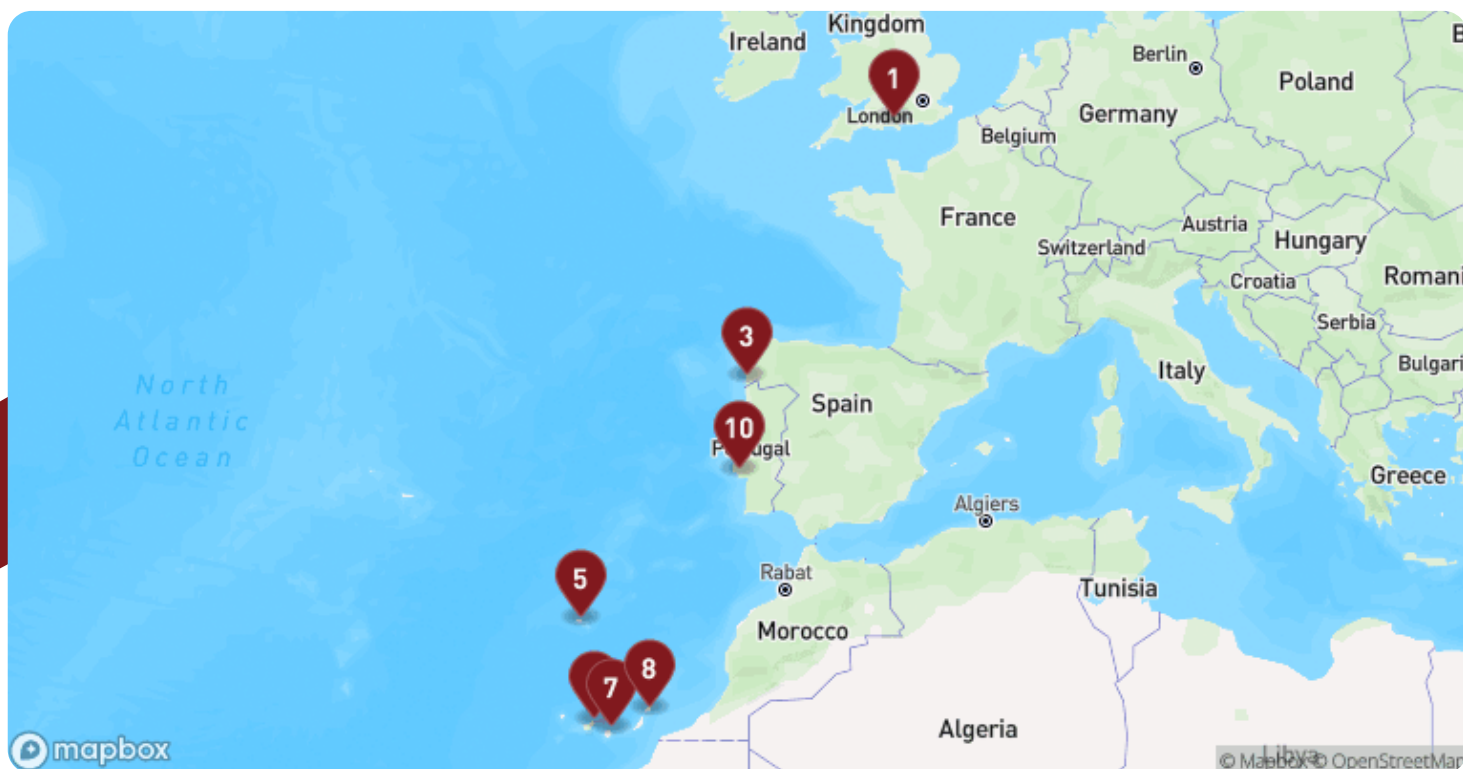 Kingdom
Ireland
Berlin
B
Poland
1
London
Germany
Belgium
France
Austria
Switzerland
Hungary
Croatia
Romani
Serbia
3
Bulgari
Italy
North
Atlantic
Ocean
Spain
10
Greece
Algiers
5
Rabat
Tunisia
Morocco
8
7
Algeria
mapbox
© Mapbox © OpenStreetMap